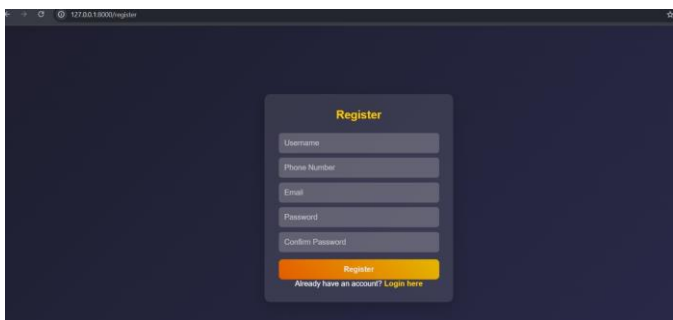 127.0.0.1:8000/register
Register
Username
Phone Number
Email
Password
Confirm Password
Register
Already have an account? Login here